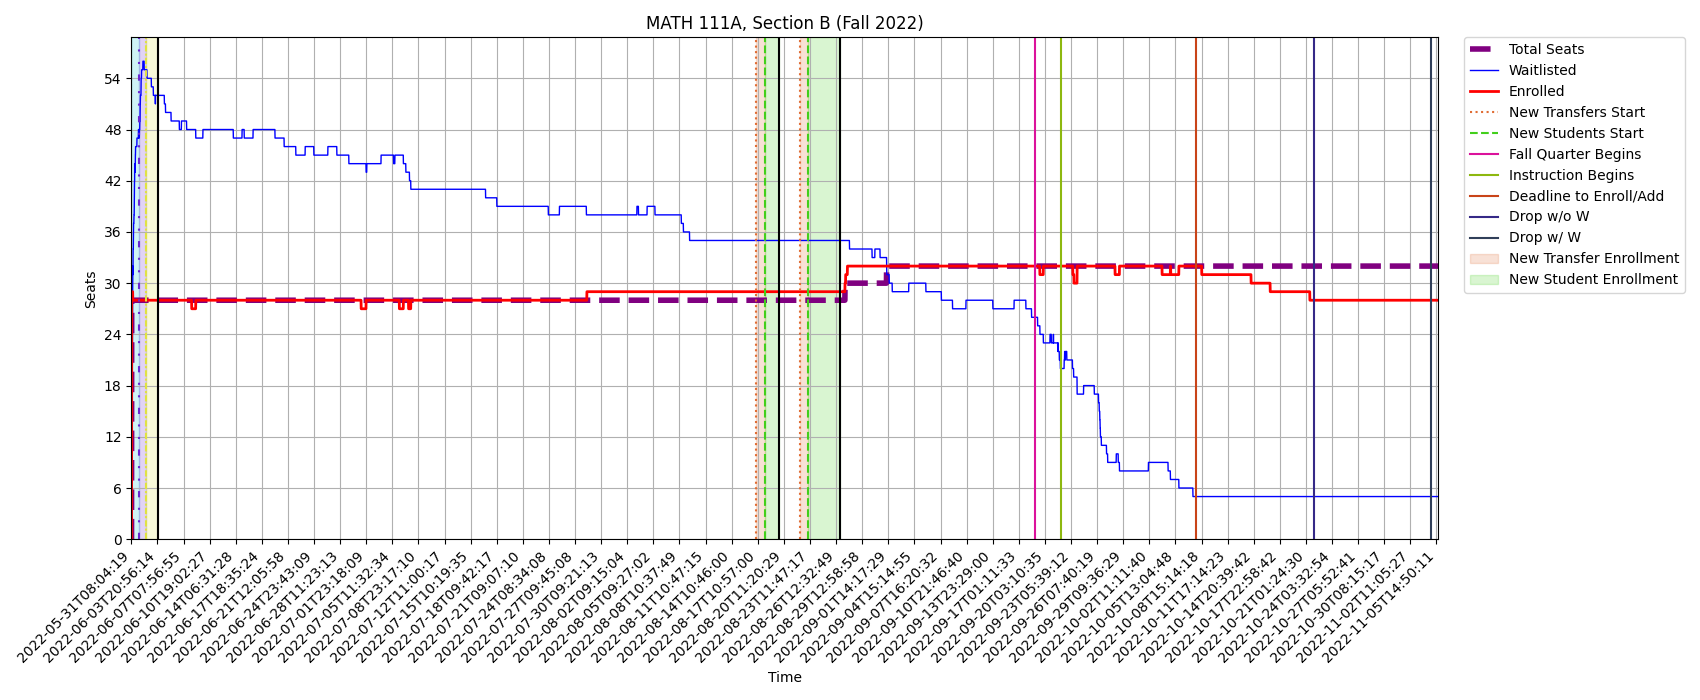 MATH 111A, Section B (Fall 2022)
Seats
54
48
42
36
30
24
18
12
6
0
2022-05-31T08:04:19
2022-06-03T20:56:14
2022-06-07T07:56:55
2022-06-10T19:02:27
2022-06-14T06:31:28
2022-06-17T18:35:24
2022-06-21T12:05:58
2022-06-24T23:43:09
2022-06-28T11:23:13
2022-07-01T23:18:09
2022-07-05T11:32:34
2022-07-08T23:17:10
2022-07-12T11:00:17
2022-07-15T10:19:35
2022-07-18T09:42:17
2022-07-21T09:07:10
2022-07-24T08:34:08
2022-07-27T09:45:08
2022-07-30T09:21:13
2022-08-02T09:15:04
2022-08-05T09:27:02
2022-08-08T10:37:49
2022-08-11T10:47:15
2022-08-14T10:46:00
2022-08-17T10:57:00
2022-08-20T11:20:29
2022-08-23T11:47:17
2022-08-26T12:32:49
2022-08-29T12:58:58
2022-09-01T14:17:29
2022-09-04T15:14:55
2022-09-07T16:20:32
2022-09-10T21:46:40
2022-09-13T23:29:00
2022-09-17T01:11:33
2022-09-20T03:10:35
2022-09-23T05:39:12
2022-09-26T07:40:19
2022-09-29T09:36:29
2022-10-02T11:11:40
2022-10-05T13:04:48
2022-10-08T15:14:18
2022-10-11T17:14:23
2022-10-14T20:39:42
2022-10-17T22:58:42
2022-10-21T01:24:30
2022-10-24T03:32:54
2022-10-27T05:52:41
2022-10-30T08:15:17
2022-11-02T11:05:27
2022-11-05T14:50:11
Time
Total Seats
Waitlisted
Enrolled
New Transfers Start
New Students Start
Fall Quarter Begins
Instruction Begins
Deadline to Enroll/Add
Drop w/o W
Drop w/ W
New Transfer Enrollment
New Student Enrollment